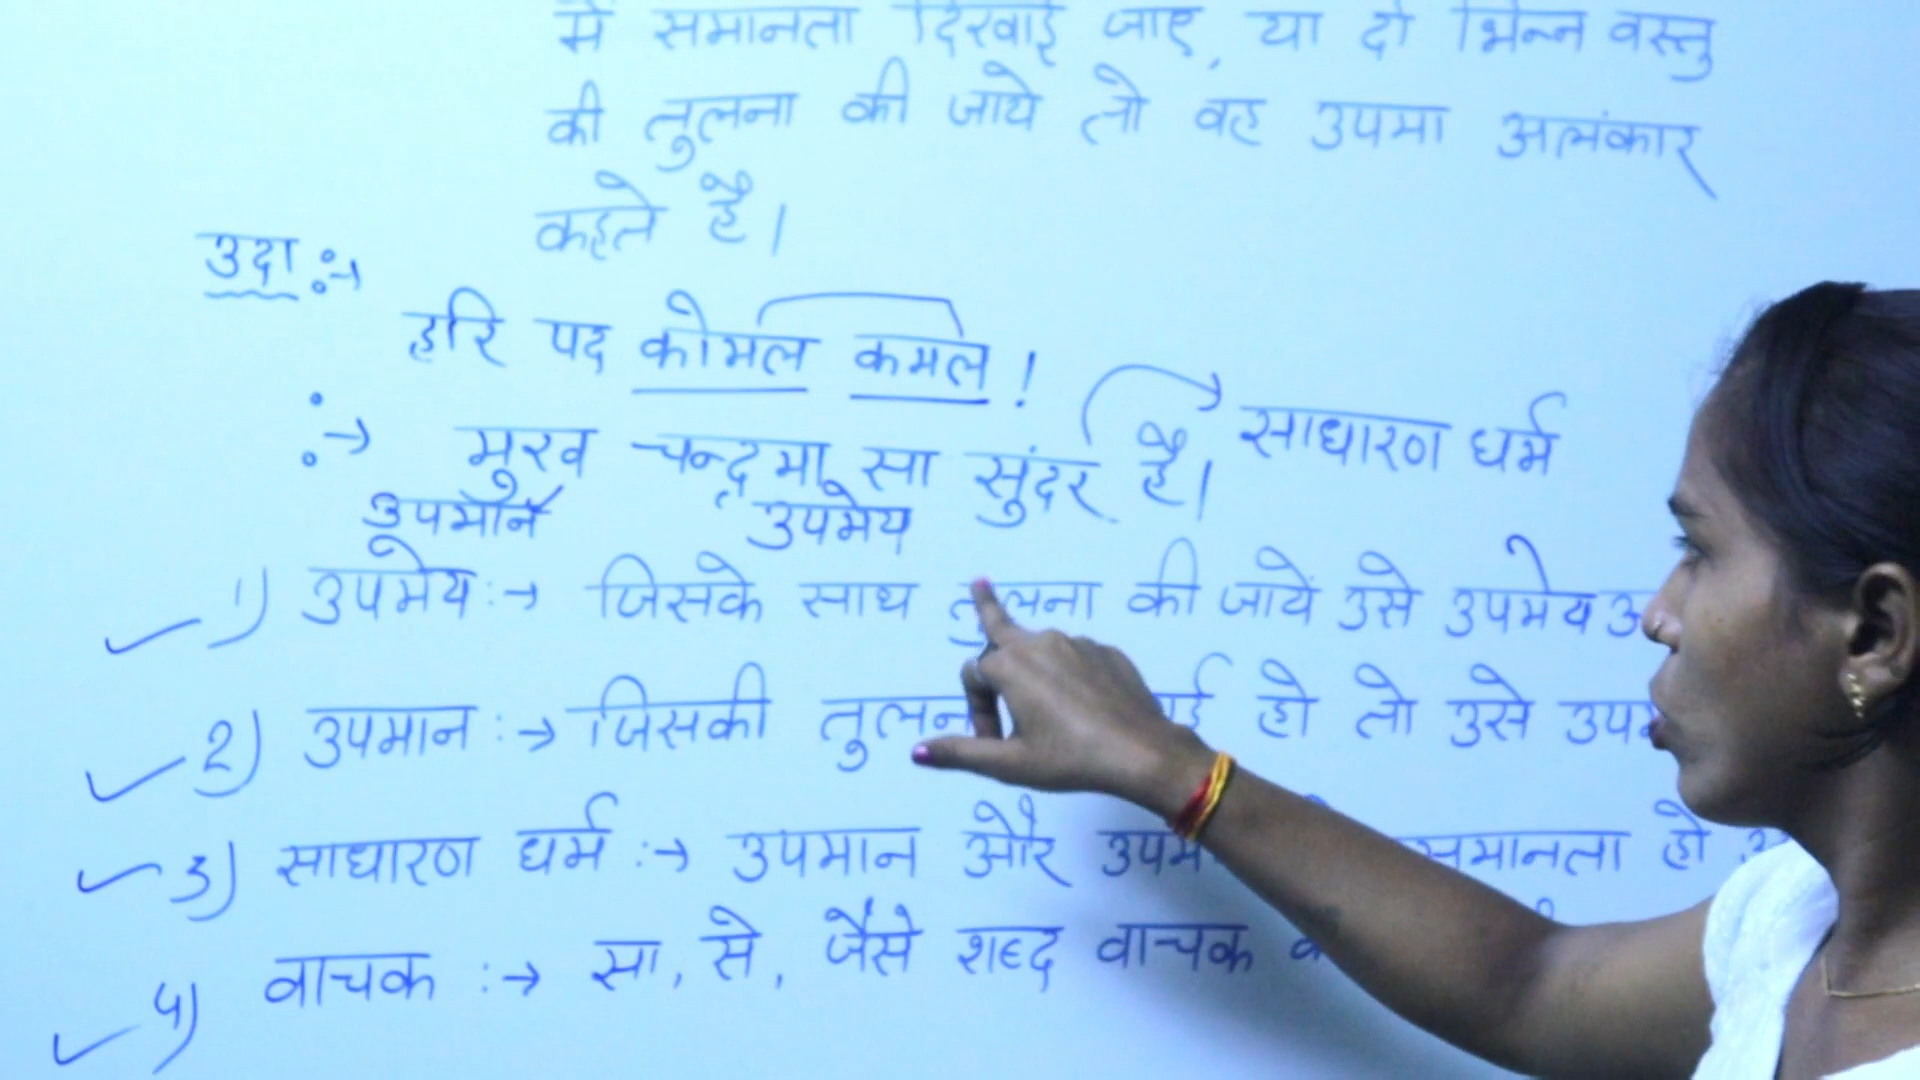 में समानता दिखाई जाए, या दो भिन्न वस्तु
की तुलना की जाये तो वह उपमा अलंकार
कहते है।
उदा :→
हरि पद कोमल कमल !
:→ मुख चन्द्रमा सा सुंदर है। साधारण धर्म
उपमान उपमेय
1) उपमेय :→ जिसके साथ तुलना की जायें उसे उपमेय
2) उपमान :→ जिसकी हो तो उसे
3) साधारण धर्म :→ उपमान और समानता हो
4) वाचक :→ सा, से, जैसे शब्द वाचक